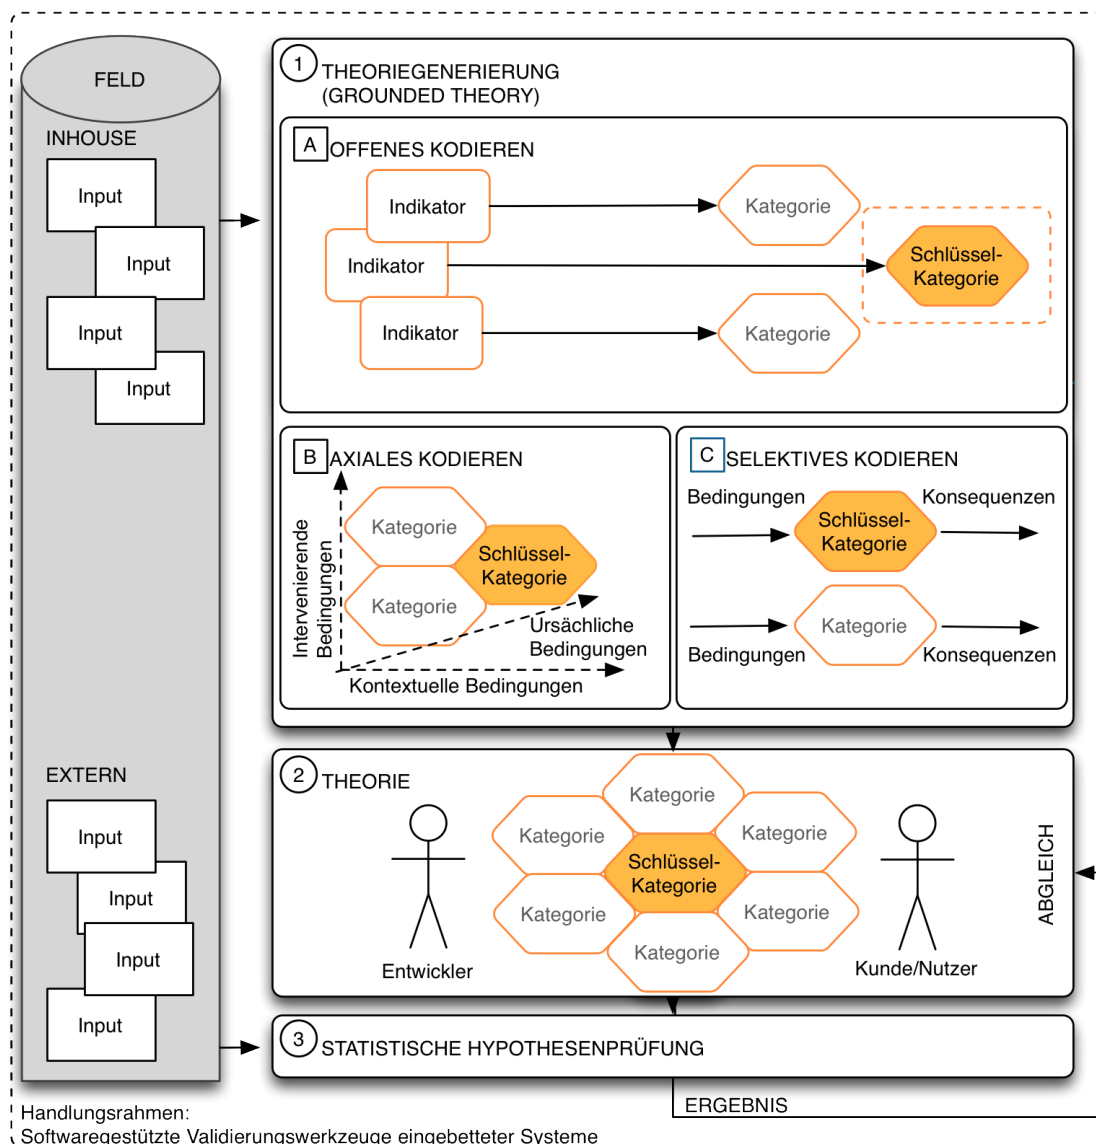 FELD
INHOUSE
Input
Input
Input
Input
EXTERN
Input
Input
Input
Input
1
THEORIEGENERIERUNG
(GROUNDED THEORY)
A
OFFENES KODIEREN
Indikator
Kategorie
Indikator
Schlüssel-
Kategorie
Indikator
Kategorie
B
AXIALES KODIEREN
Intervenierende
Bedingungen
Kategorie
Schlüssel-
Kategorie
Kategorie
Ursächliche
Bedingungen
Kontextuelle Bedingungen
C
SELEKTIVES KODIEREN
Bedingungen
Schlüssel-
Kategorie
Konsequenzen
Bedingungen
Kategorie
Konsequenzen
2
THEORIE
Entwickler
Kategorie
Kategorie
Kategorie
Schlüssel-
Kategorie
Kategorie
Kategorie
Kategorie
Kunde/Nutzer
ABGLEICH
3
STATISTISCHE HYPOTHESENPRÜFUNG
ERGEBNIS
Handlungsrahmen:
Softwaregestützte Validierungswerkzeuge eingebetteter Systeme